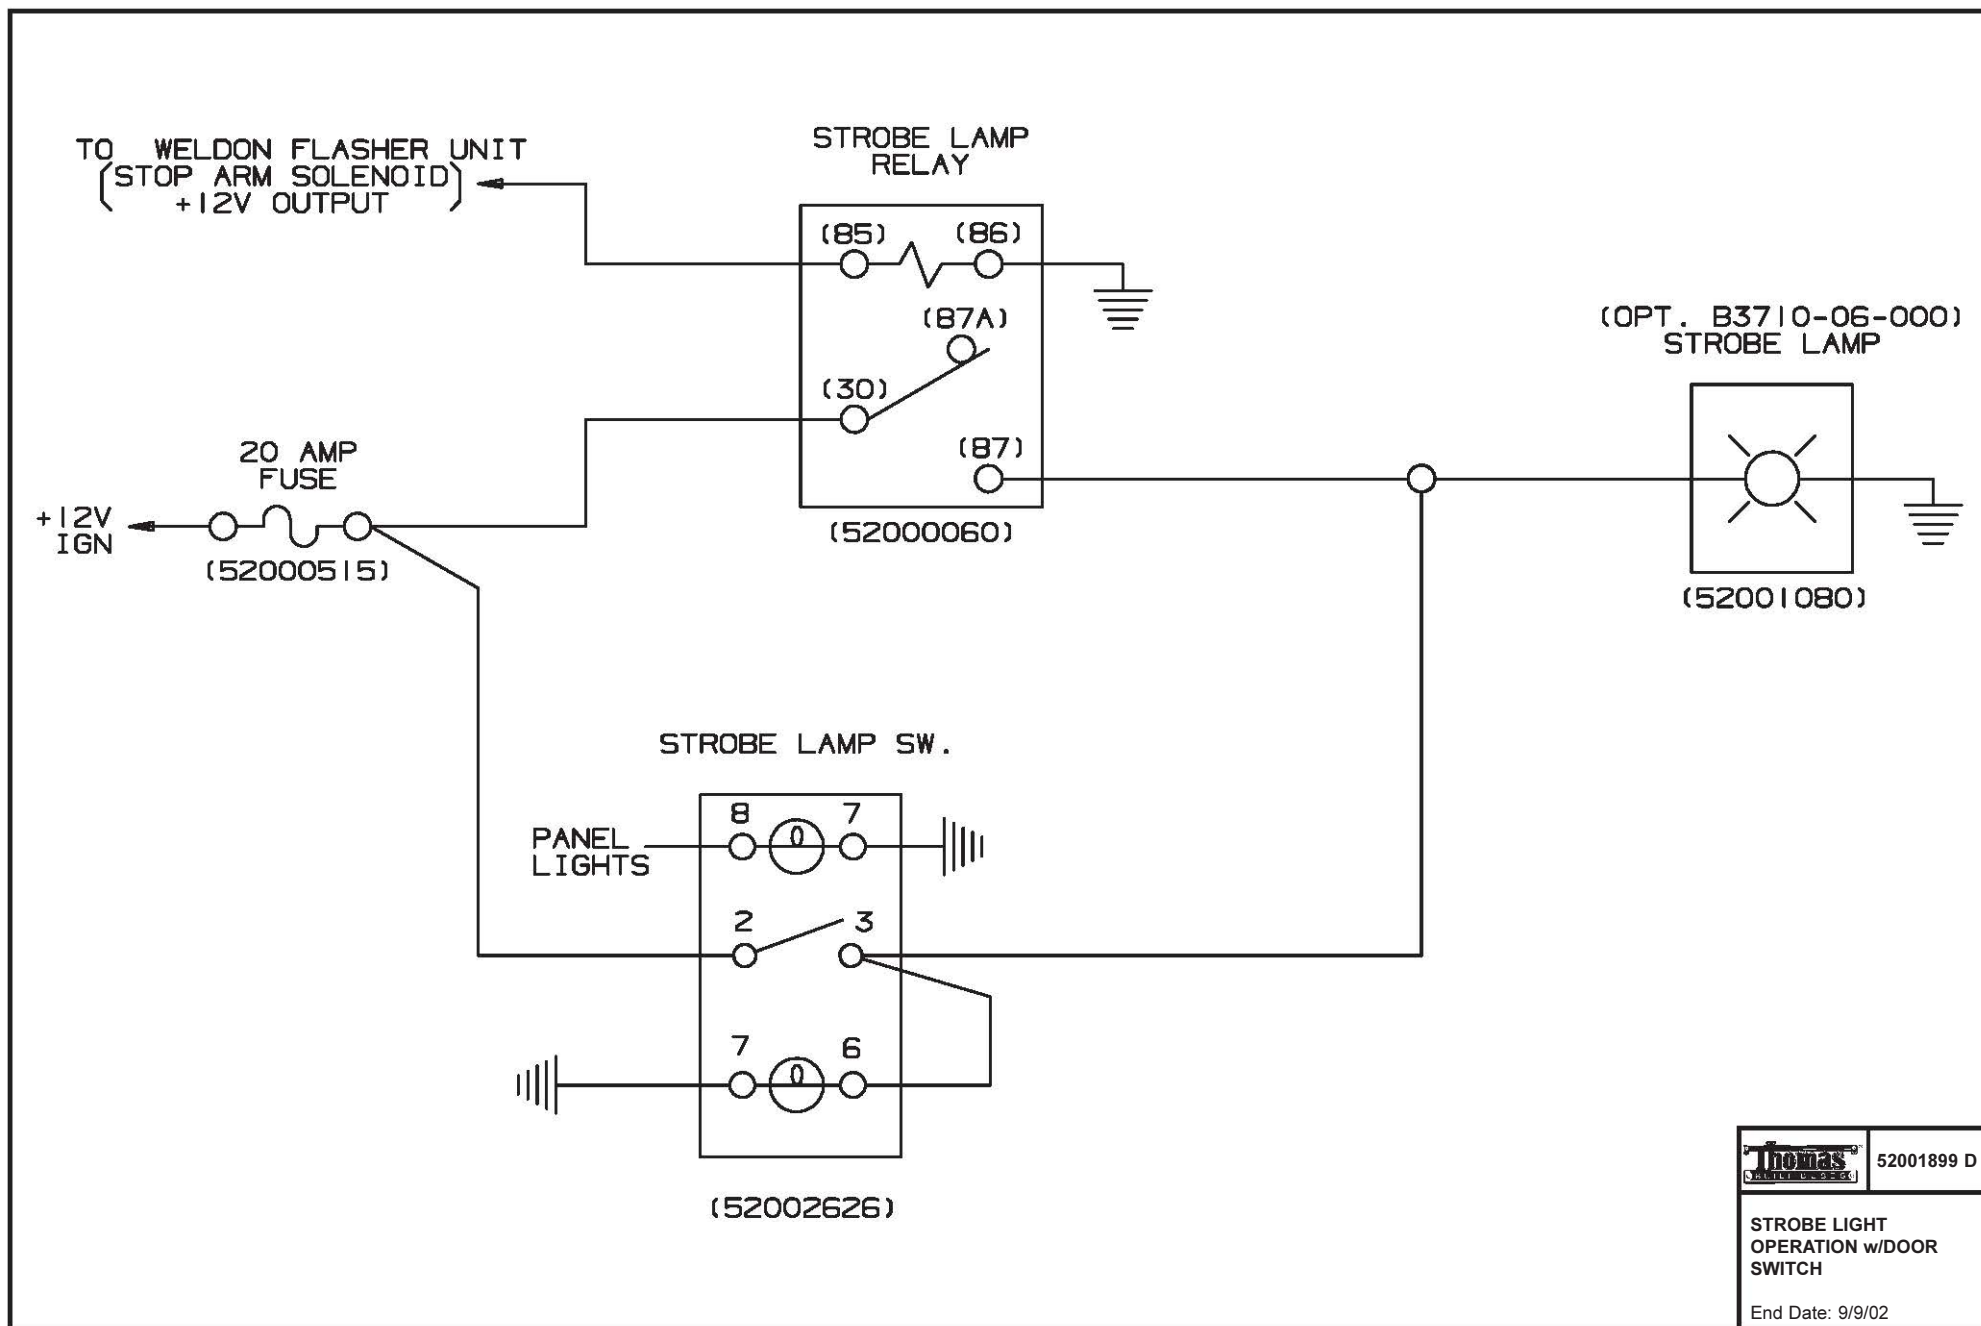 TO WELDON FLASHER UNIT
(STOP ARM SOLENOID)
+12V OUTPUT
STROBE LAMP
RELAY
(85)
(86)
(87A)
(30)
(87)
(52000060)
(OPT. B3710-06-000)
STROBE LAMP
(52001080)
20 AMP
FUSE
+12V
IGN
(52000515)
STROBE LAMP SW.
PANEL
LIGHTS
8
7
2
3
7
6
(52002626)
Thomas
52001899 D
STROBE LIGHT
OPERATION w/DOOR
SWITCH
End Date: 9/9/02